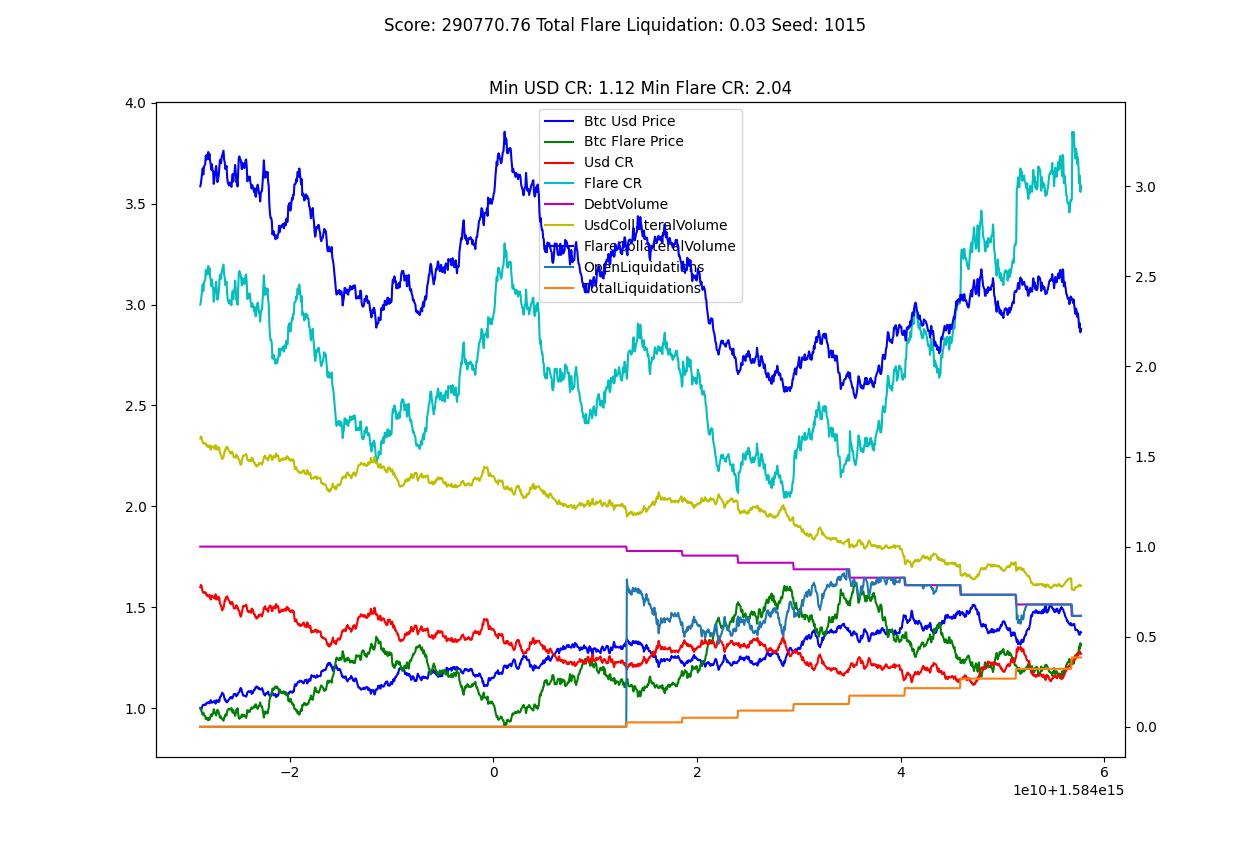 Score: 290770.76 Total Flare Liquidation: 0.03 Seed: 1015
Min USD CR: 1.12 Min Flare CR: 2.04
Btc Usd Price
Btc Flare Price
Usd CR
Flare CR
DebtVolume
UsdCollateralVolume
FlareCollateralVolume
OpenLiquidations
TotalLiquidations
4.0
3.5
3.0
2.5
2.0
1.5
1.0
3.0
2.5
2.0
1.5
1.0
0.5
0.0
−2 0 2 4 6
1e10+1.584e15